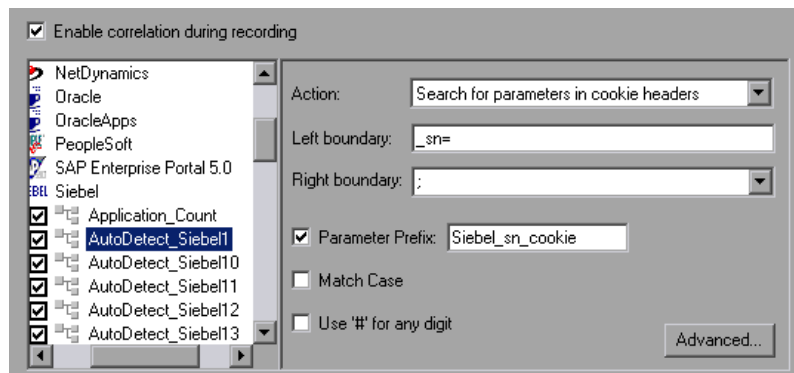 Enable correlation during recording
NetDynamics
Oracle
OracleApps
PeopleSoft
SAP Enterprise Portal 5.0
Siebel
Application_Count
AutoDetect_Siebel1
AutoDetect_Siebel10
AutoDetect_Siebel11
AutoDetect_Siebel12
AutoDetect_Siebel13
Action: Search for parameters in cookie headers
Left boundary: _sn=
Right boundary: ;
Parameter Prefix: Siebel_sn_cookie
Match Case
Use '#' for any digit
Advanced...